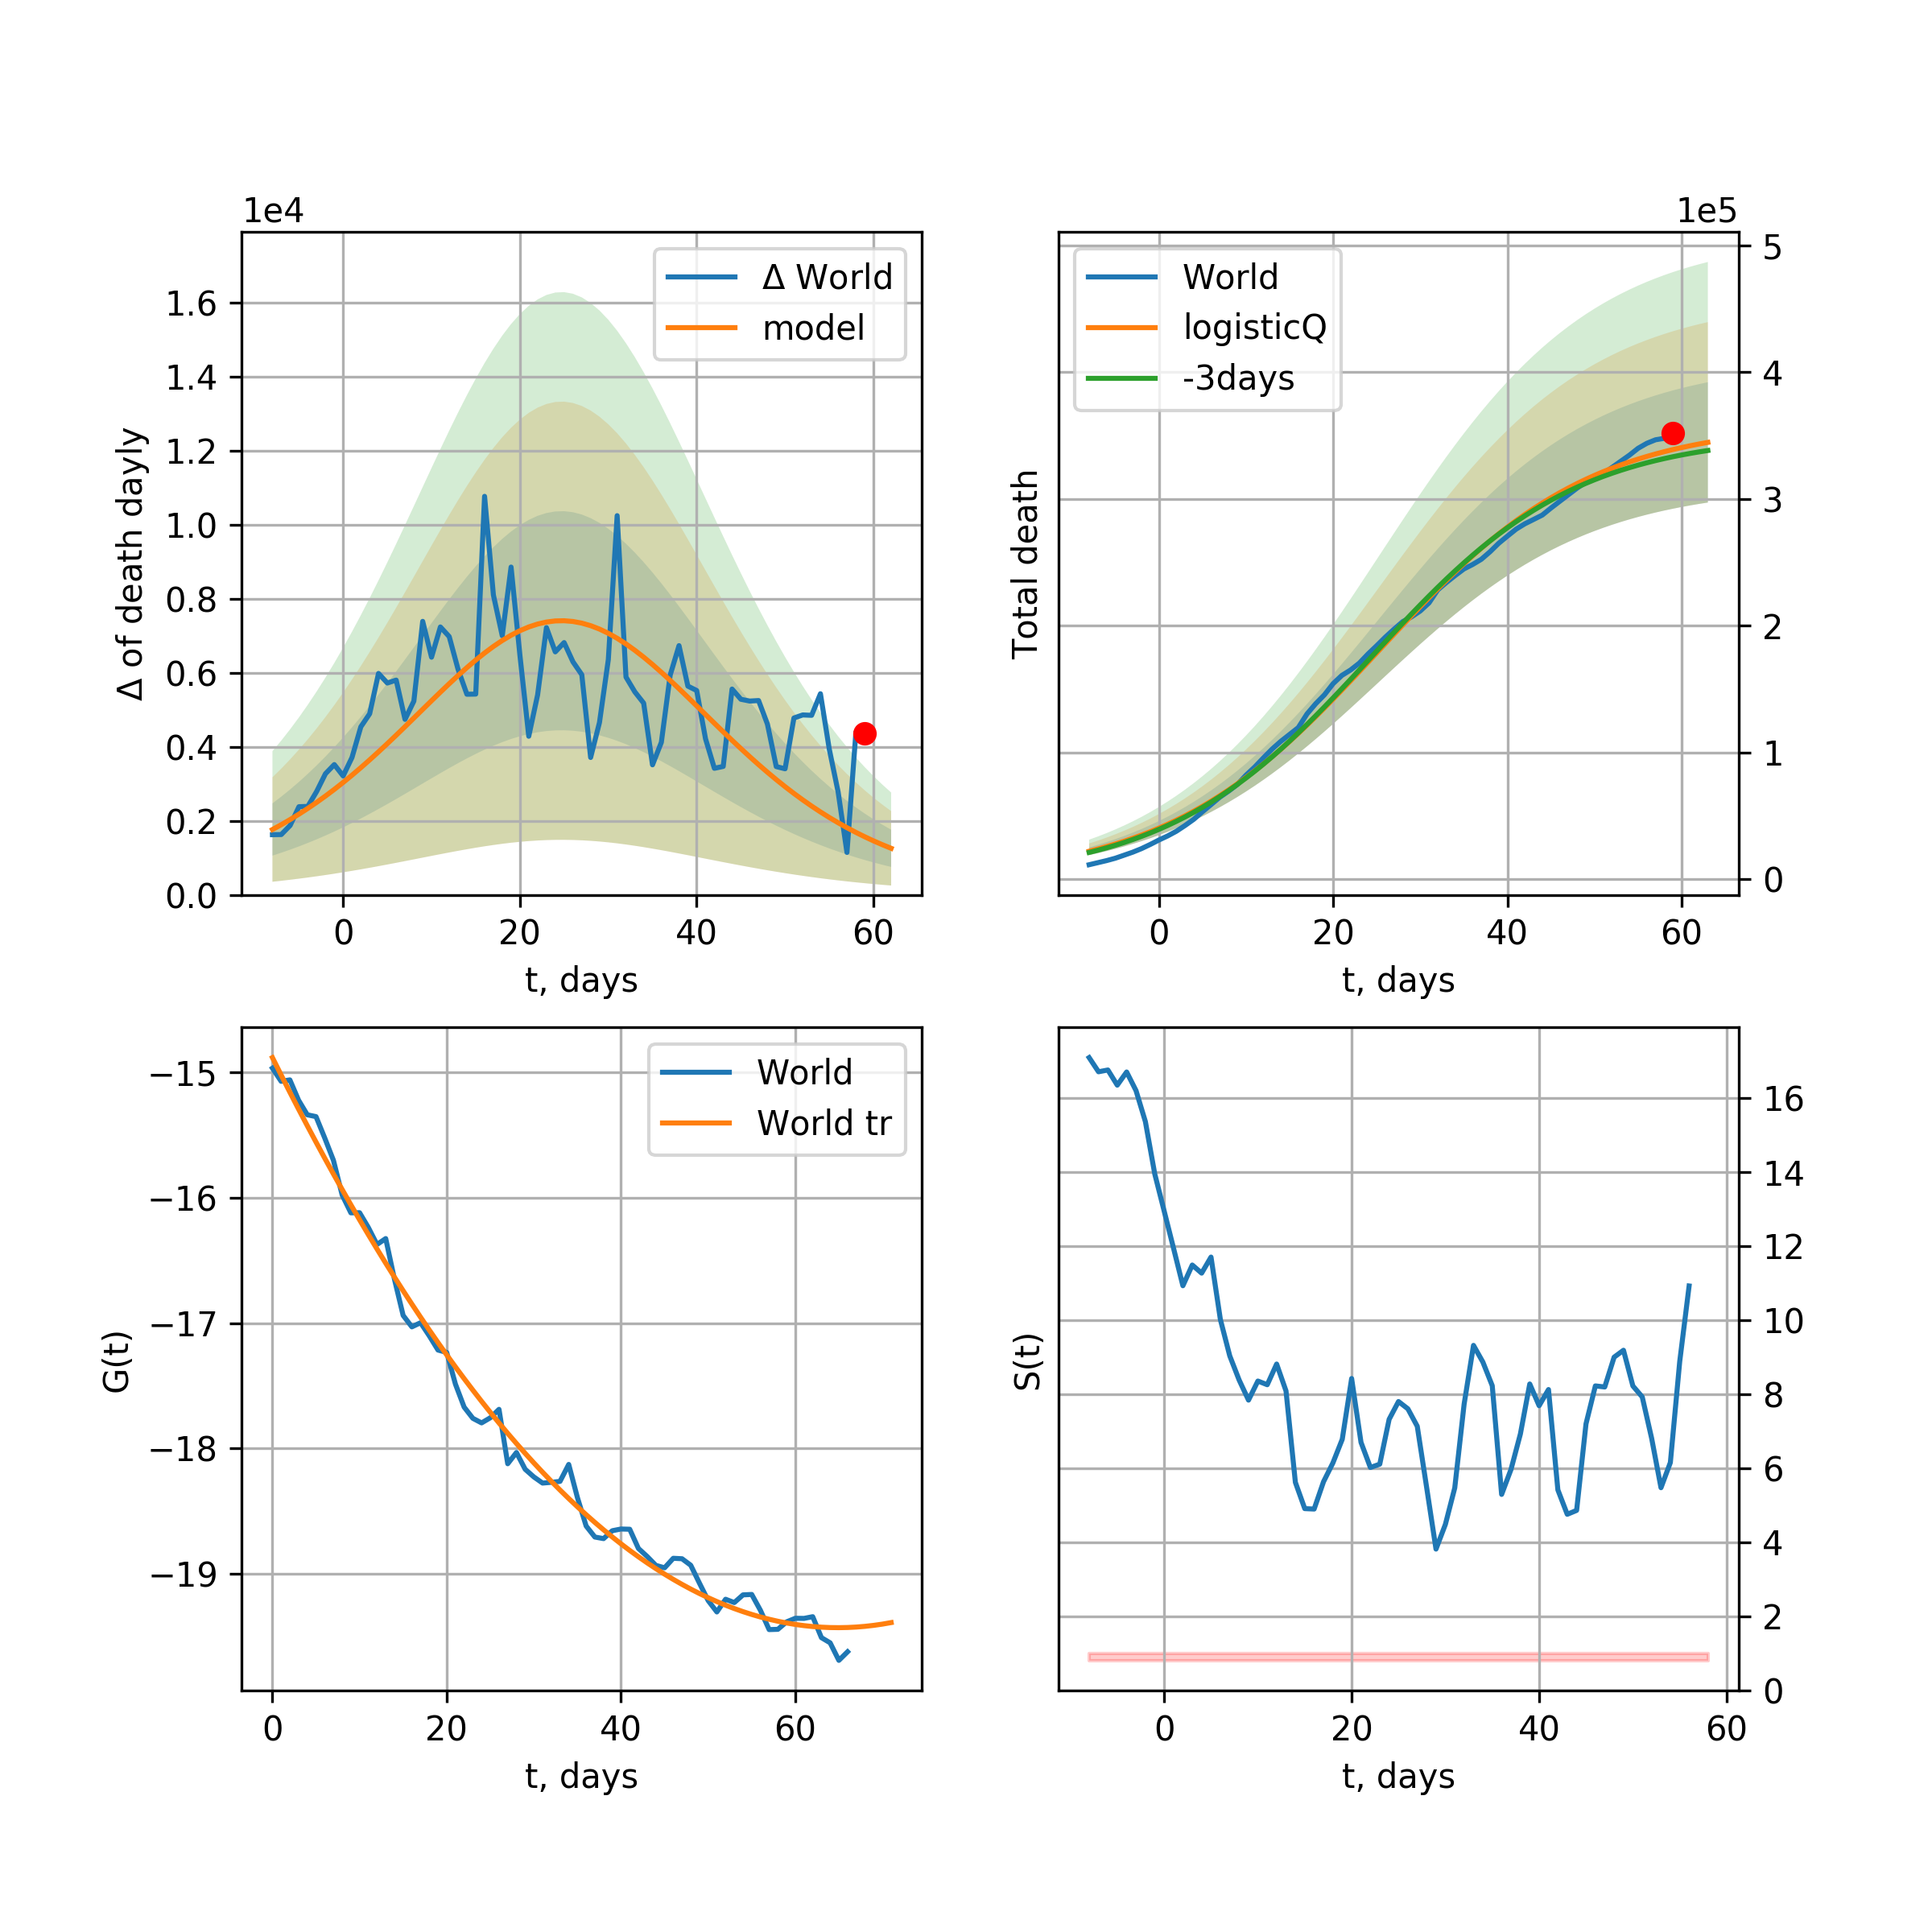 1e4
Δ of death dayly
1.6
1.4
1.2
1.0
0.8
0.6
0.4
0.2
0.0
0 20 40 60
t, days
Δ World
model
1e5
Total death
5
4
3
2
1
0
0 20 40 60
t, days
World
logisticQ
-3days
G(t)
−15
−16
−17
−18
−19
0 20 40 60
t, days
World
World tr
S(t)
16
14
12
10
8
6
4
2
0
0 20 40 60
t, days